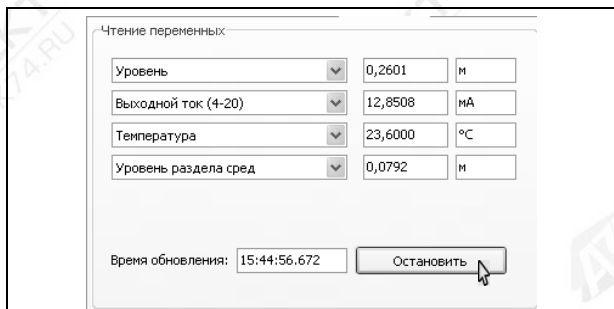 Чтение переменных
Уровень 0,2601 м
Выходной ток (4-20) 12,8508 мА
Температура 23,6000 °C
Уровень раздела сред 0,0792 м
Время обновления: 15:44:56.672 Остановить